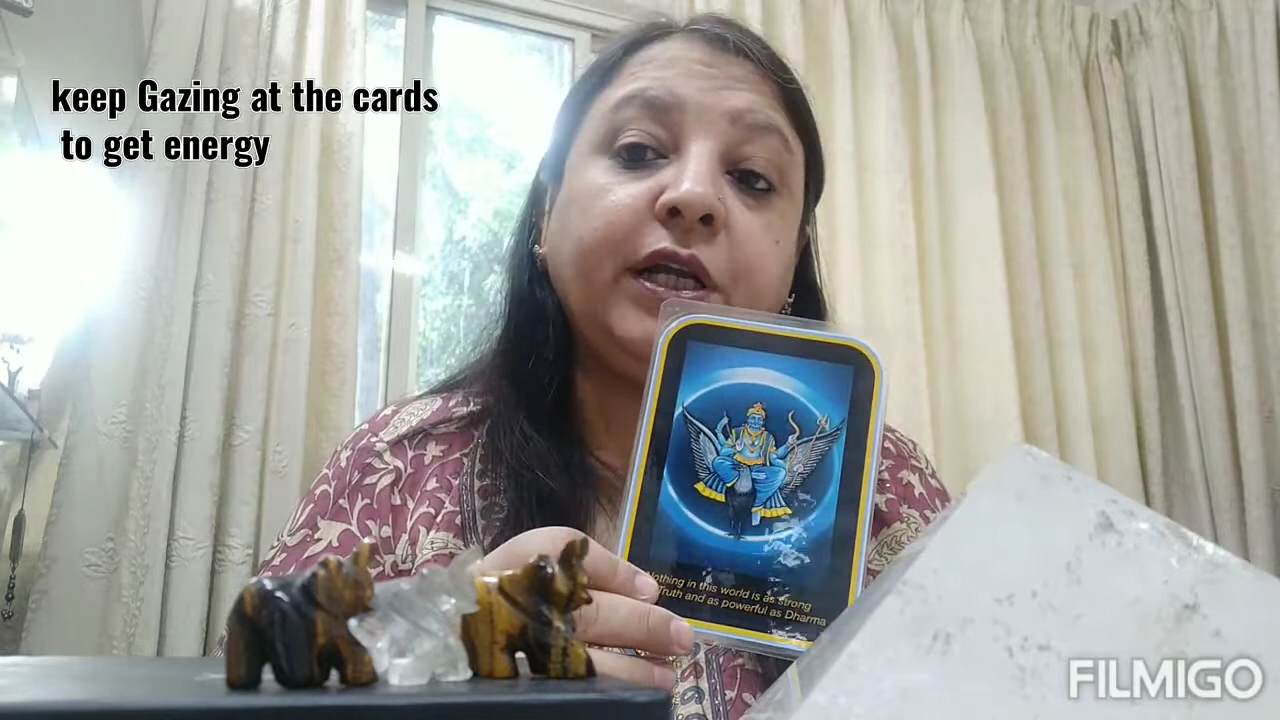 keep Gazing at the cards
to get energy
Nothing in this world is as strong
Truth and as powerful as Dharma
FILMIGO